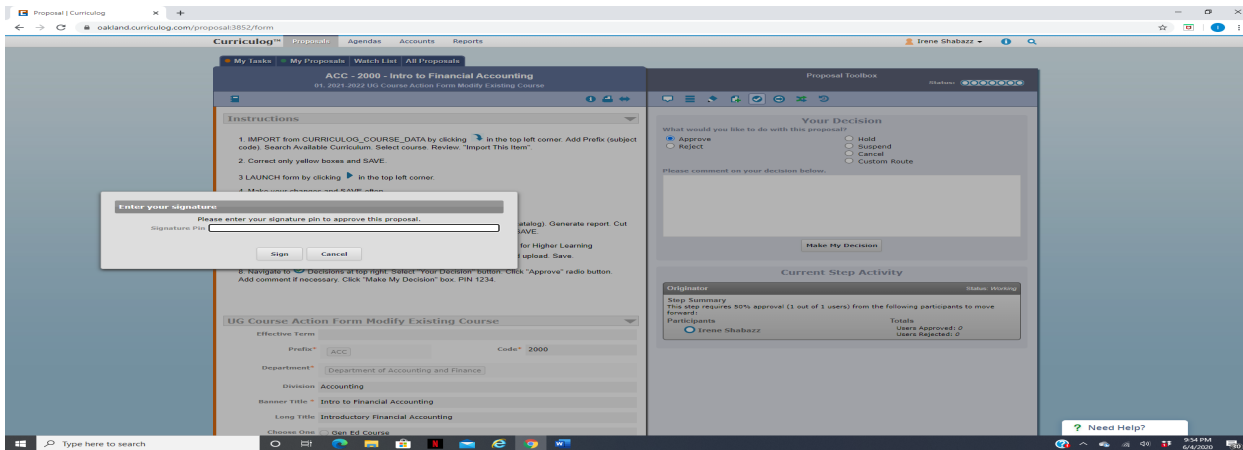 Proposal | Curriculog
oakland.curriculog.com/proposal:3852/form
Curriculog™ Proposals Agendas Accounts Reports
Irene Shabazz
My Tasks My Proposals Watch List All Proposals
ACC - 2000 - Intro to Financial Accounting
01. 2021-2022 UG Course Action Form Modify Existing Course
Proposal Toolbox
Status:
Instructions
1. IMPORT from CURRICULOG_COURSE_DATA by clicking in the top left corner. Add Prefix (subject
code). Search Available Curriculum. Select course. Review. "Import This Item".
2. Correct only yellow boxes and SAVE.
3 LAUNCH form by clicking in the top left corner.
4. Make your changes and SAVE often.
atalog). Generate report. Cut
AVE.
for Higher Learning
upload. Save.
Decisions at top right. Select "Your Decision" button. Click "Approve" radio button.
Add comment if necessary. Click "Make My Decision" box. PIN 1234.
Enter your signature
Please enter your signature pin to approve this proposal.
Signature Pin
Sign Cancel
UG Course Action Form Modify Existing Course
Effective Term
Prefix* ACC Code* 2000
Department* Department of Accounting and Finance
Division Accounting
Banner Title * Intro to Financial Accounting
Long Title Introductory Financial Accounting
Choose One Gen Ed Course
Your Decision
What would you like to do with this proposal?
Approve Hold
Reject Suspend
Cancel
Custom Route
Please comment on your decision below.
Make My Decision
Current Step Activity
Originator Status: Working
Step Summary
This step requires 50% approval (1 out of 1 users) from the following participants to move
forward:
Participants Totals
Irene Shabazz Users Approved: 0
Users Rejected: 0
? Need Help?
Type here to search
9:54 PM
6/4/2020